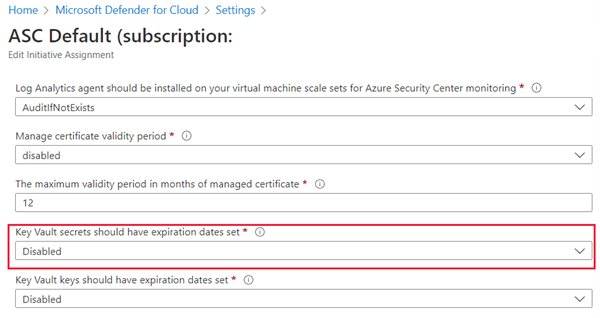 Home > Microsoft Defender for Cloud > Settings >
ASC Default (subscription:
Edit Initiative Assignment
Log Analytics agent should be installed on your virtual machine scale sets for Azure Security Center monitoring *
AuditIfNotExists
Manage certificate validity period *
disabled
The maximum validity period in months of managed certificate *
12
Key Vault secrets should have expiration dates set *
Disabled
Key Vault keys should have expiration dates set *
Disabled